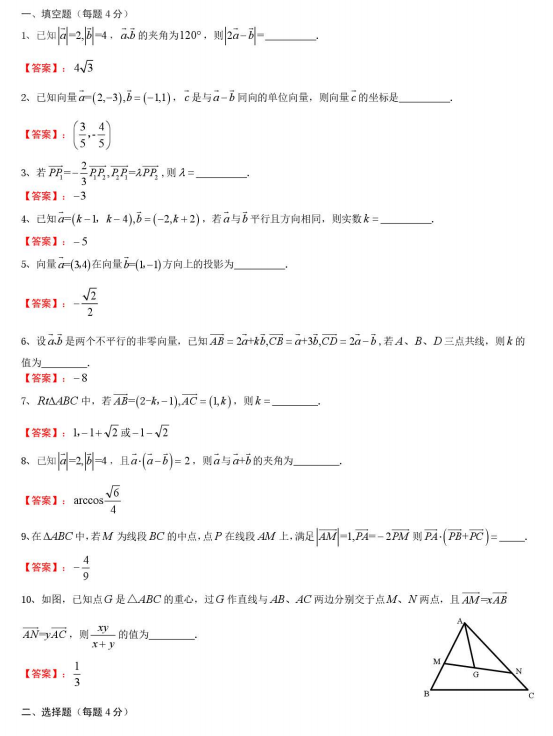 一、填空题（每题 4 分）
1、已知|a⃗|=2,|b⃗|=4，a⃗,b⃗ 的夹角为120°，则|2a⃗−b⃗|=________.
【答案】：4√3
2、已知向量a⃗=(2,−3),b⃗=(−1,1)，c⃗ 是与a⃗−b⃗ 同向的单位向量，则向量c⃗ 的坐标是________.
【答案】：(3/5,-4/5)
3、若 PP₁=−2/3 P₁P₂,P₂P₁=λPP₂，则λ=________.
【答案】：−3
4、已知a⃗=(k−1，k−4),b⃗=(−2,k+2)，若a⃗ 与b⃗ 平行且方向相同，则实数k=________.
【答案】：−5
5、向量a⃗=(3,4)在向量b⃗=(1,−1)方向上的投影为________.
【答案】：−√2/2
6、设a⃗,b⃗ 是两个不平行的非零向量，已知AB=2a⃗+kb⃗,CB=a⃗+3b⃗,CD=2a⃗−b⃗，若A、B、D三点共线，则k的
值为________.
【答案】：−8
7、Rt△ABC 中，若AB=(2-k,−1),AC=(1,k)，则k=________.
【答案】：1,−1+√2 或−1−√2
8、已知|a⃗|=2,|b⃗|=4，且a⃗·(a⃗−b⃗)=2，则a⃗ 与a⃗+b⃗ 的夹角为________.
【答案】：arccos √6/4
9、在△ABC中，若M 为线段BC的中点，点P 在线段AM 上，满足|AM|=1,PA=−2PM 则PA·(PB+PC)=____.
【答案】：−4/9
10、如图，已知点G是△ABC的重心，过G作直线与AB、AC两边分别交于点M、N两点，且AM=xAB
AN=yAC，则xy/(x+y)的值为________.
A
M
G
N
B
C
【答案】：1/3
二、选择题（每题 4 分）